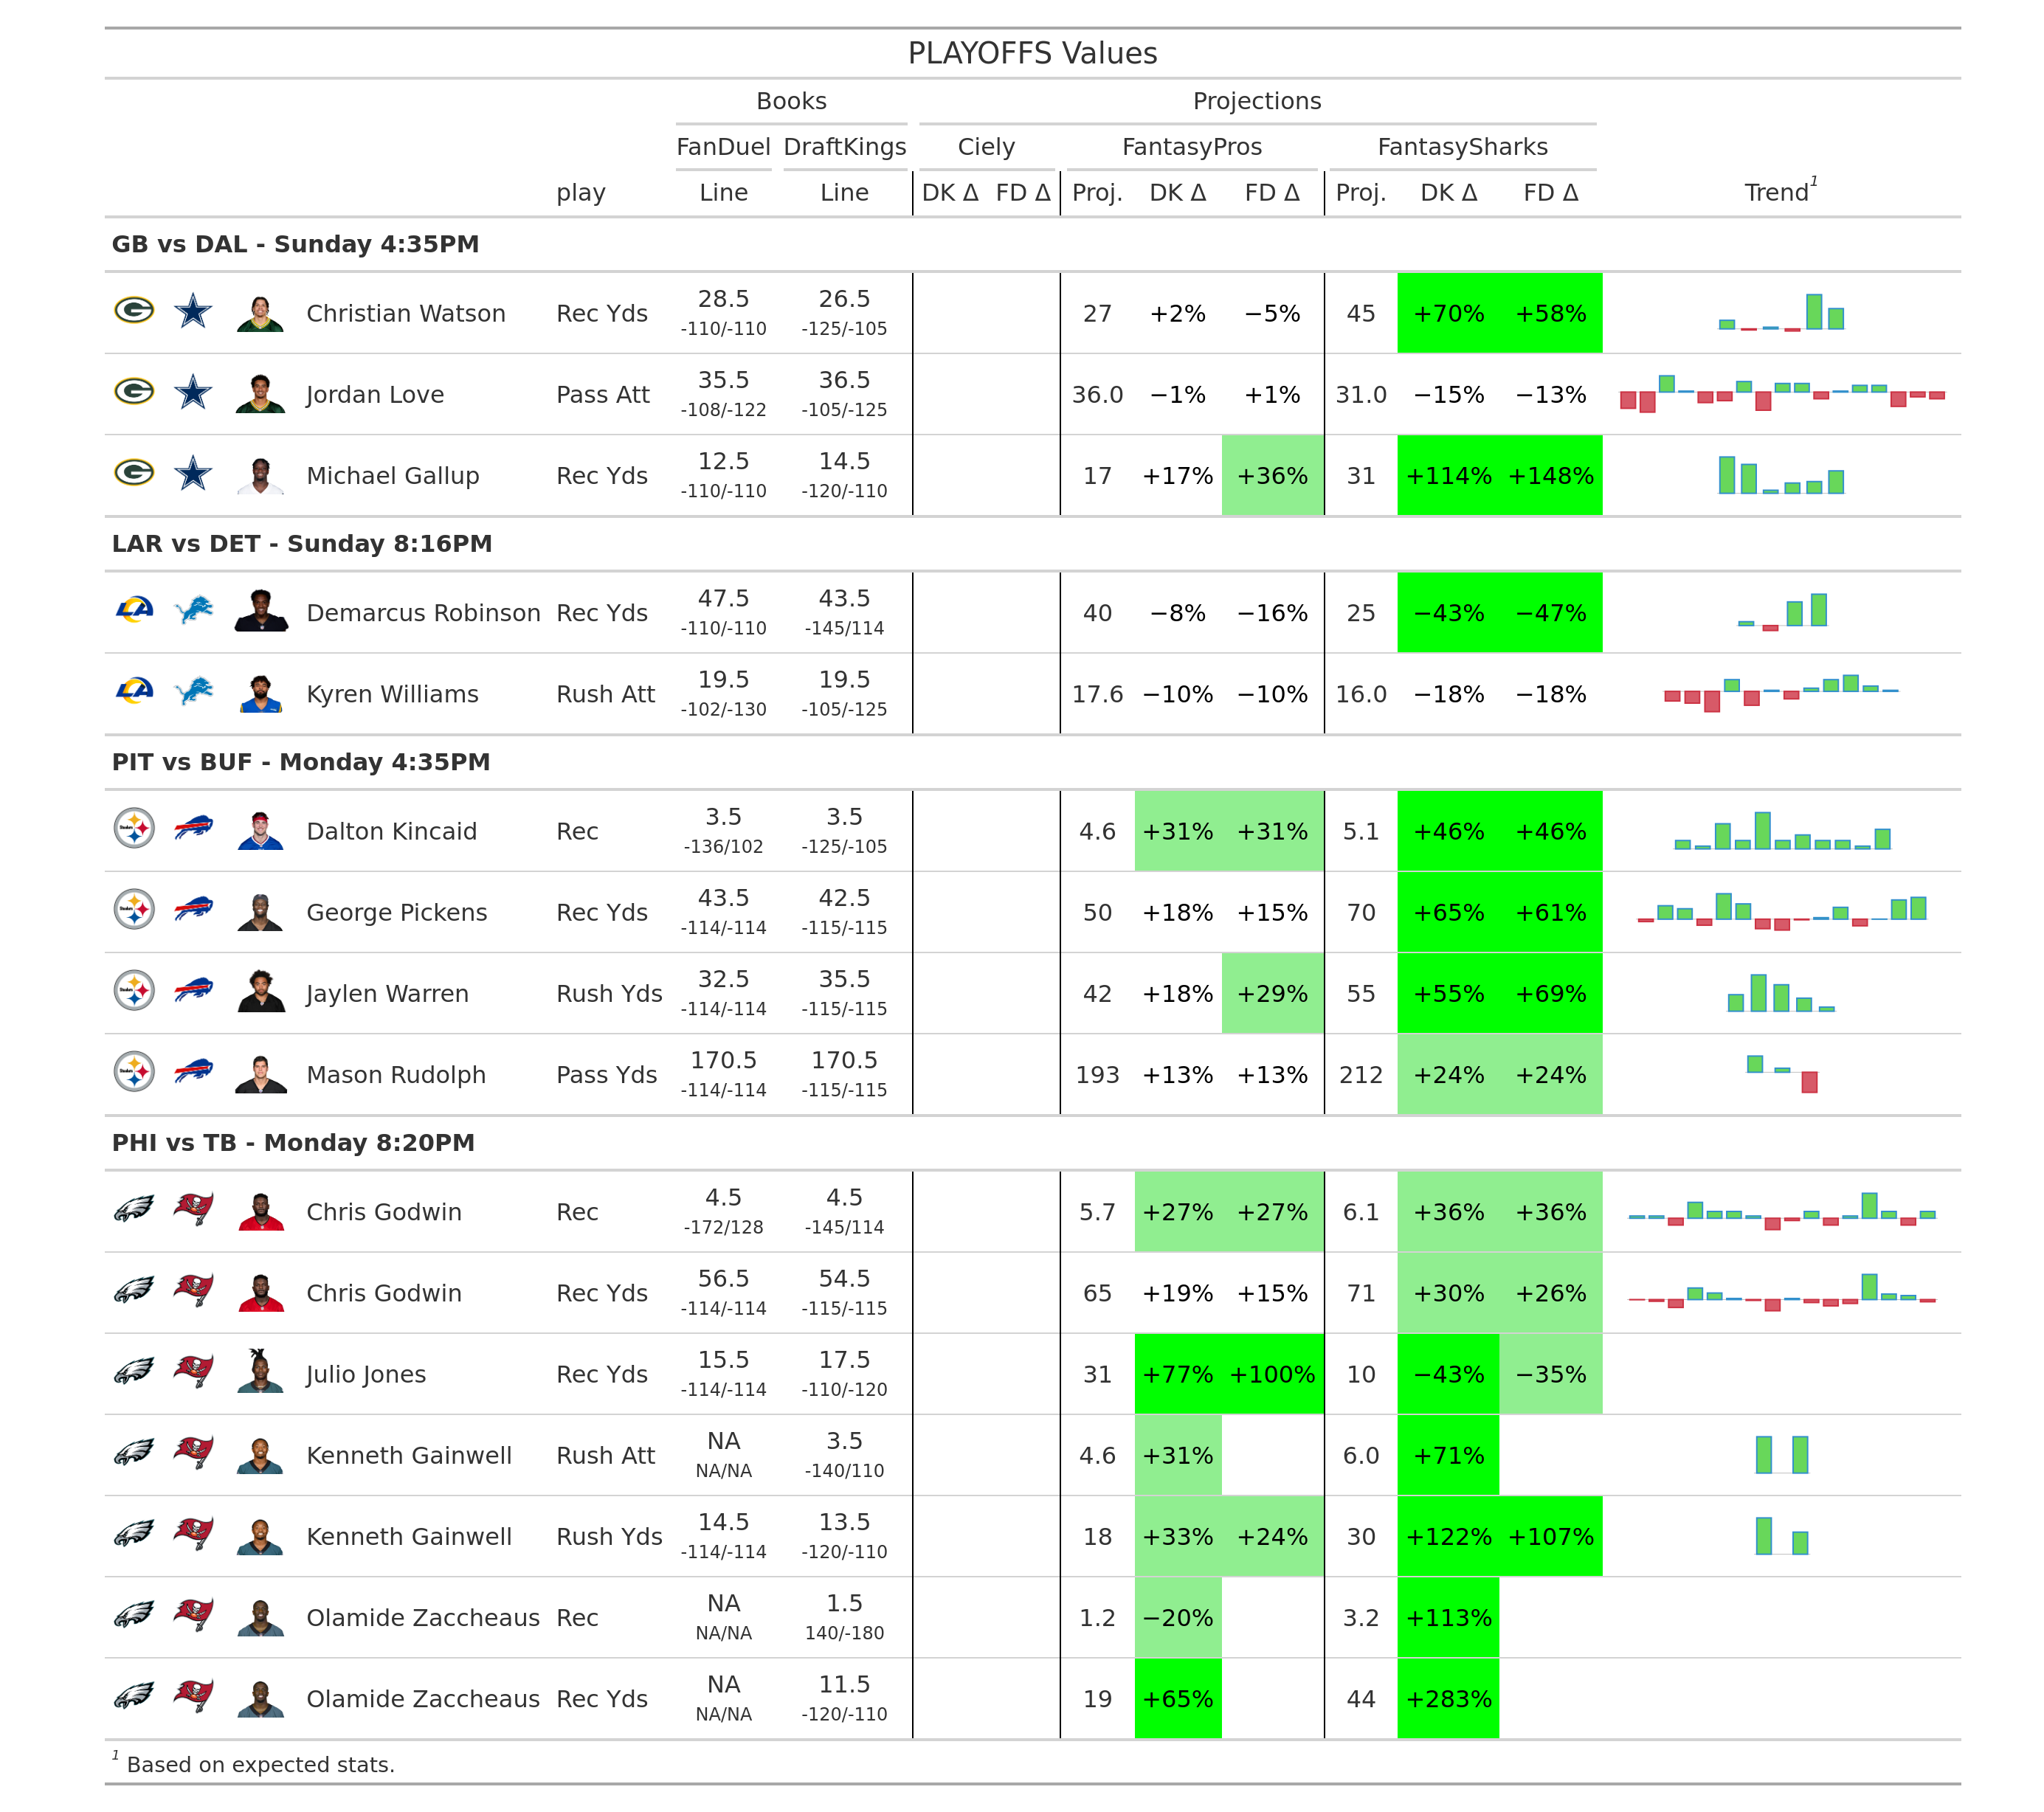 PLAYOFFS Values
Books Projections
FanDuel DraftKings Ciely FantasyPros FantasySharks
play Line Line DK Δ FD Δ Proj. DK Δ FD Δ Proj. DK Δ FD Δ Trend1
GB vs DAL - Sunday 4:35PM
Christian Watson Rec Yds 28.5 26.5 27 +2% −5% 45 +70% +58%
-110/-110 -125/-105
Jordan Love Pass Att 35.5 36.5 36.0 −1% +1% 31.0 −15% −13%
-108/-122 -105/-125
Michael Gallup Rec Yds 12.5 14.5 17 +17% +36% 31 +114% +148%
-110/-110 -120/-110
LAR vs DET - Sunday 8:16PM
Demarcus Robinson Rec Yds 47.5 43.5 40 −8% −16% 25 −43% −47%
-110/-110 -145/114
Kyren Williams Rush Att 19.5 19.5 17.6 −10% −10% 16.0 −18% −18%
-102/-130 -105/-125
PIT vs BUF - Monday 4:35PM
Dalton Kincaid Rec 3.5 3.5 4.6 +31% +31% 5.1 +46% +46%
-136/102 -125/-105
George Pickens Rec Yds 43.5 42.5 50 +18% +15% 70 +65% +61%
-114/-114 -115/-115
Jaylen Warren Rush Yds 32.5 35.5 42 +18% +29% 55 +55% +69%
-114/-114 -115/-115
Mason Rudolph Pass Yds 170.5 170.5 193 +13% +13% 212 +24% +24%
-114/-114 -115/-115
PHI vs TB - Monday 8:20PM
Chris Godwin Rec 4.5 4.5 5.7 +27% +27% 6.1 +36% +36%
-172/128 -145/114
Chris Godwin Rec Yds 56.5 54.5 65 +19% +15% 71 +30% +26%
-114/-114 -115/-115
Julio Jones Rec Yds 15.5 17.5 31 +77% +100% 10 −43% −35%
-114/-114 -110/-120
Kenneth Gainwell Rush Att NA 3.5 4.6 +31% 6.0 +71%
NA/NA -140/110
Kenneth Gainwell Rush Yds 14.5 13.5 18 +33% +24% 30 +122% +107%
-114/-114 -120/-110
Olamide Zaccheaus Rec NA 1.5 1.2 −20% 3.2 +113%
NA/NA 140/-180
Olamide Zaccheaus Rec Yds NA 11.5 19 +65% 44 +283%
NA/NA -120/-110
1 Based on expected stats.